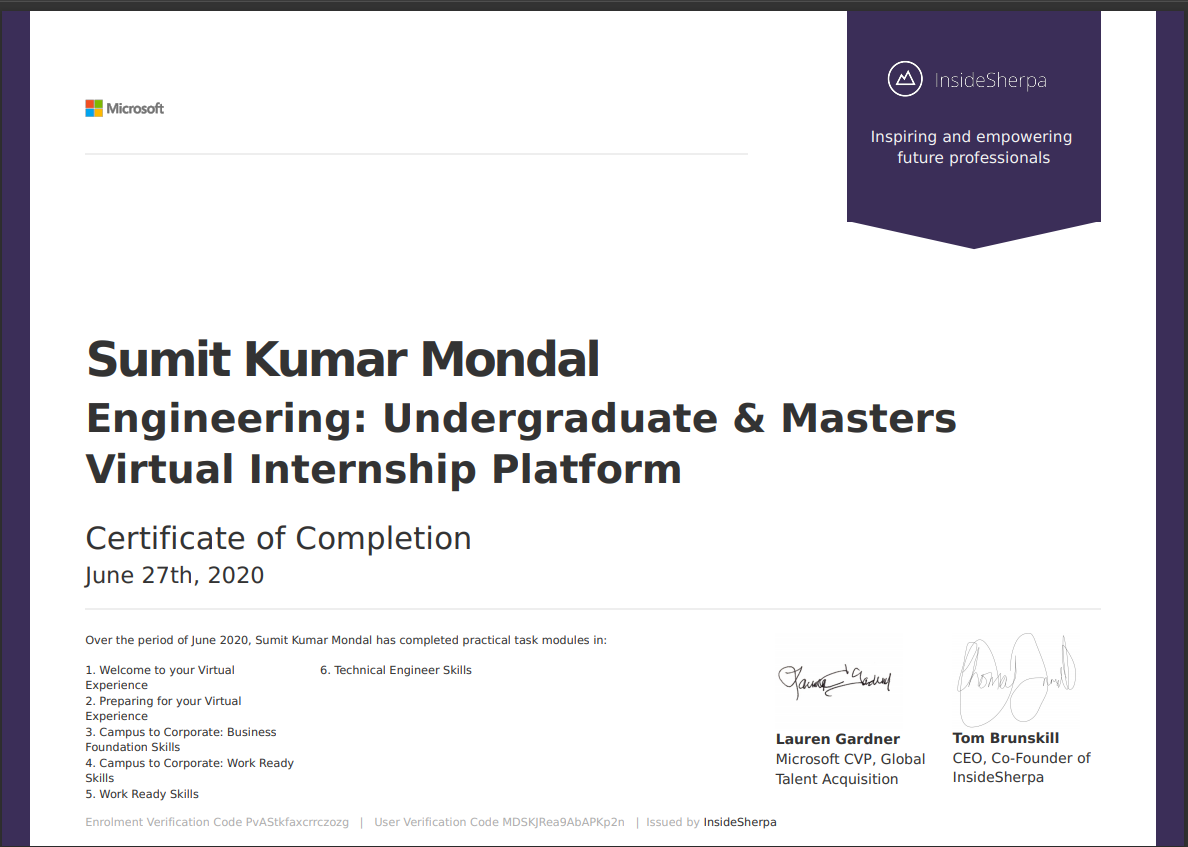 Microsoft
InsideSherpa
Inspiring and empowering
future professionals
Sumit Kumar Mondal
Engineering: Undergraduate & Masters
Virtual Internship Platform
Certificate of Completion
June 27th, 2020
Over the period of June 2020, Sumit Kumar Mondal has completed practical task modules in:
1. Welcome to your Virtual
Experience
2. Preparing for your Virtual
Experience
3. Campus to Corporate: Business
Foundation Skills
4. Campus to Corporate: Work Ready
Skills
5. Work Ready Skills
6. Technical Engineer Skills
Lauren Gardner
Microsoft CVP, Global
Talent Acquisition
Tom Brunskill
CEO, Co-Founder of
InsideSherpa
Enrolment Verification Code PvAStkfaxcrrczozg | User Verification Code MDSKJRea9AbAPKp2n | Issued by InsideSherpa